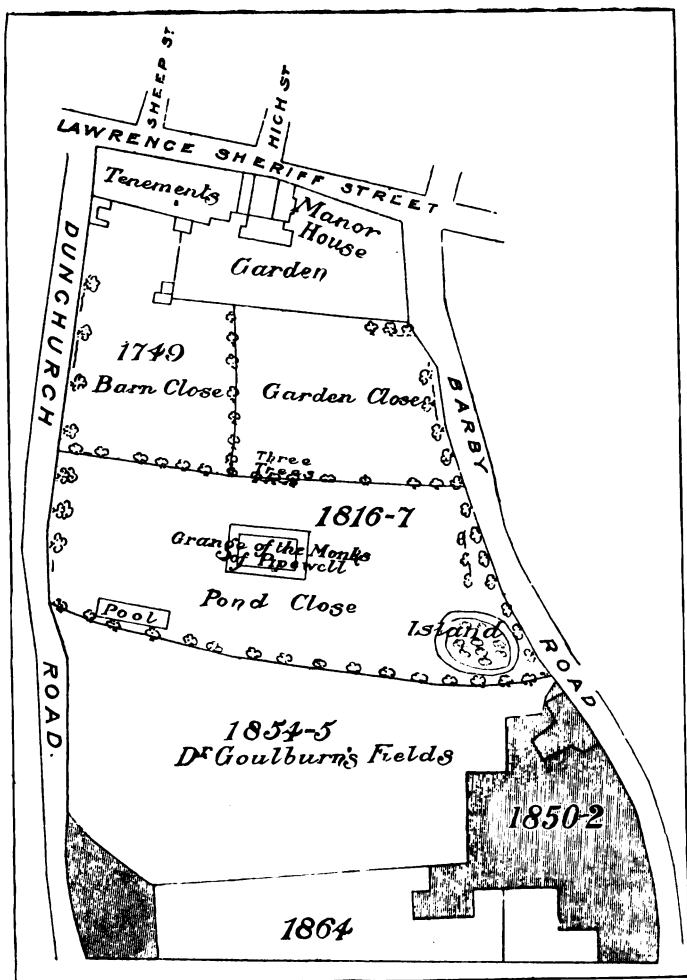 SHEEP ST
HIGH ST
LAWRENCE SHERIFF STREET
Tenements
Manor
House
Garden
DUNCHURCH
1749
Barn Close
Garden Close
BARBY
Three
Trees
1816-7
Grange of the Monks
of Pipewell
Pond Close
Pool
Island
ROAD
ROAD.
1854-5
Dr Goulburn's Fields
1850-2
1864